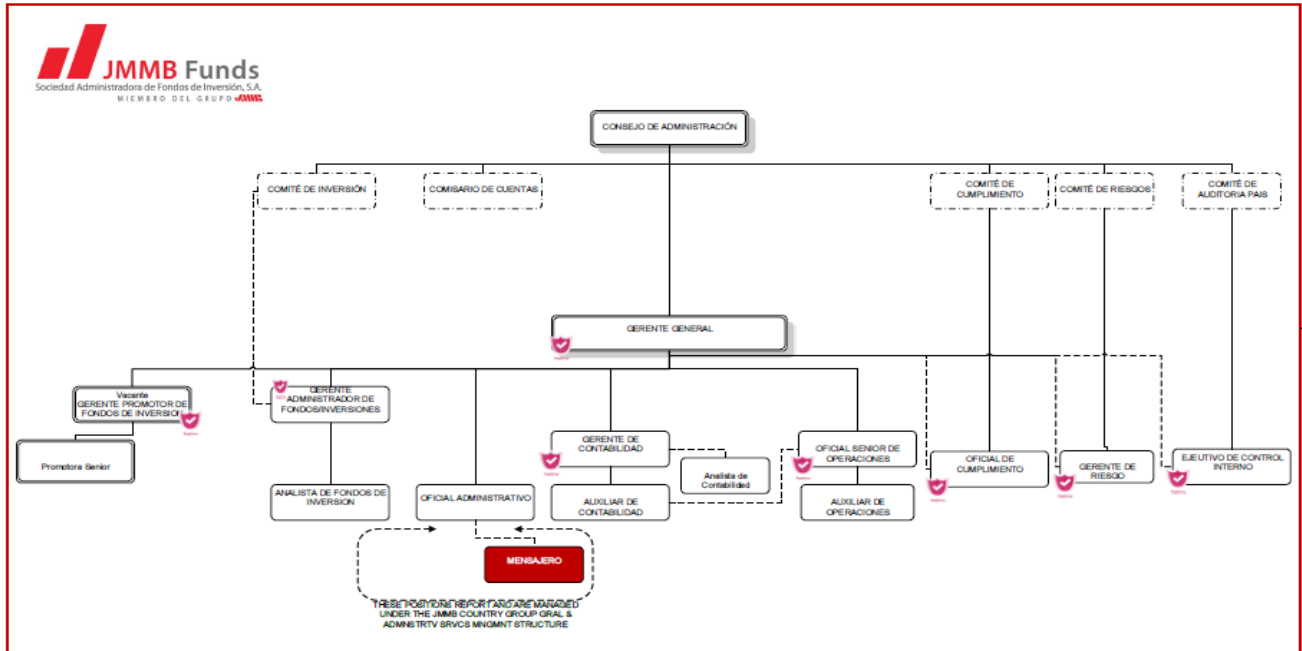 JMMB Funds
Sociedad Administradora de Fondos de Inversión, S.A.
MIEMBRO DEL GRUPO JMMB
CONSEJO DE ADMINISTRACIÓN
COMITÉ DE INVERSIÓN
COMISARIO DE CUENTAS
COMITÉ DE
CUMPLIMIENTO
COMITÉ DE RIESGOS
COMITÉ DE
AUDITORIA PAIS
GERENTE GENERAL
Vacente
GERENTE PROMOTOR DE
FONDOS DE INVERSION
GERENTE
ADMINISTRADOR DE
FONDOS/INVERSIONES
GERENTE DE
CONTABILIDAD
OFICIAL SENIOR DE
OPERACIONES
OFICIAL DE
CUMPLIMIENTO
GERENTE DE
RIESGO
EJEUTIVO DE CONTROL
INTERNO
Promotora Senior
Analista de
Contabilidad
ANALISTA DE FONDOS DE
INVERSION
OFICIAL ADMINISTRATIVO
AUXILIAR DE
CONTABILIDAD
AUXILIAR DE
OPERACIONES
MENSAJERO
THESE POSITIONS REPORT AND ARE MANAGED
UNDER THE JMMB COUNTRY GROUP GRAL &
ADMNSTRTV SRVCS MNGMNT STRUCTURE